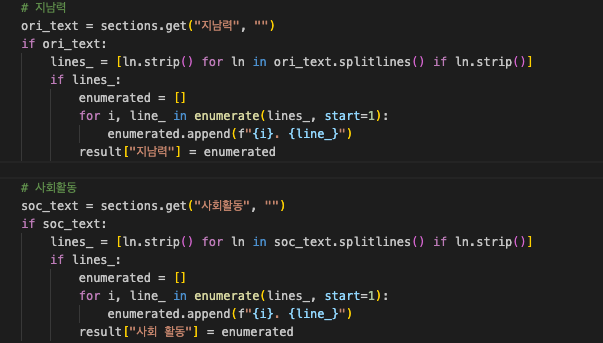 # 지남력
ori_text = sections.get("지남력", "")
if ori_text:
    lines_ = [ln.strip() for ln in ori_text.splitlines() if ln.strip()]
    if lines_:
        enumerated = []
        for i, line_ in enumerate(lines_, start=1):
            enumerated.append(f"{i}. {line_}")
        result["지남력"] = enumerated

# 사회활동
soc_text = sections.get("사회활동", "")
if soc_text:
    lines_ = [ln.strip() for ln in soc_text.splitlines() if ln.strip()]
    if lines_:
        enumerated = []
        for i, line_ in enumerate(lines_, start=1):
            enumerated.append(f"{i}. {line_}")
        result["사회 활동"] = enumerated